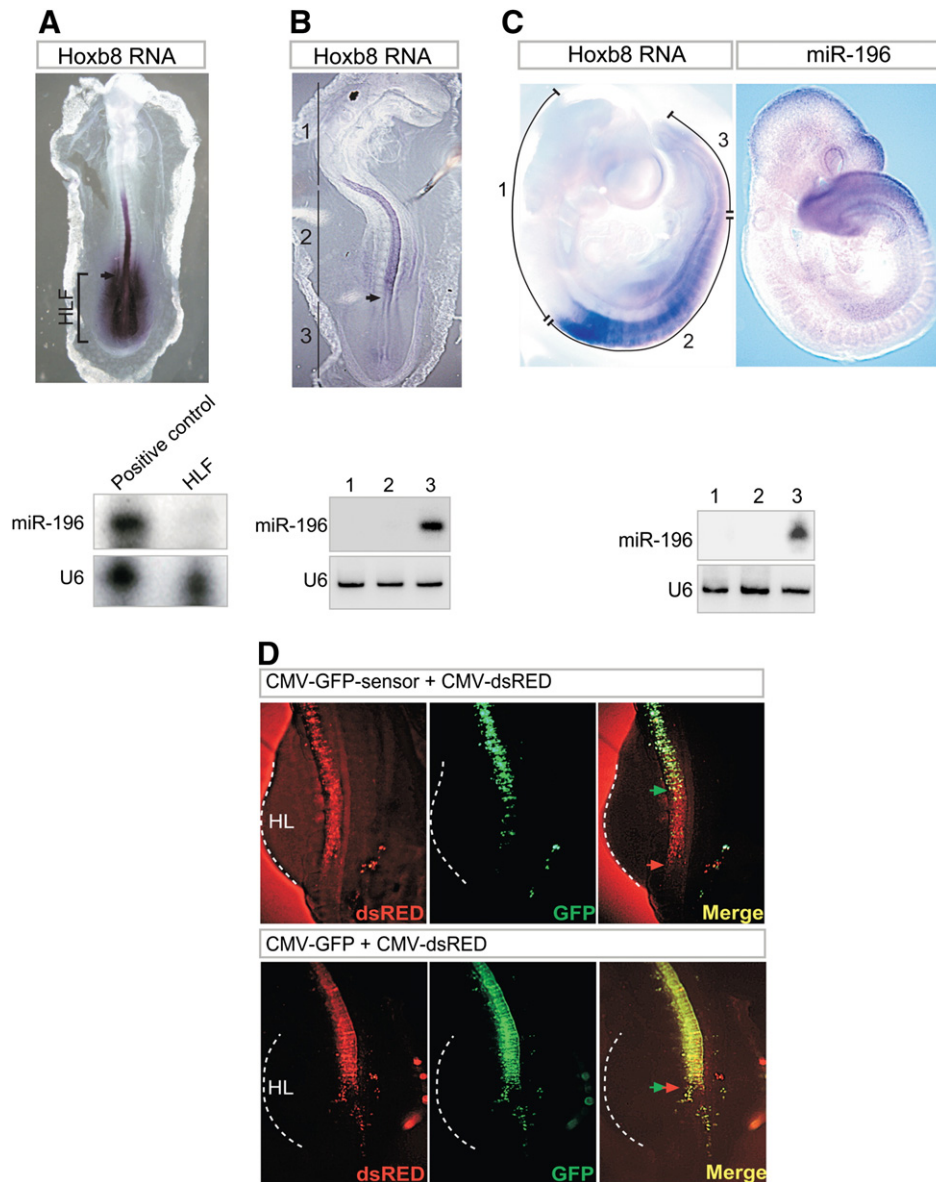 A
Hoxb8 RNA
HLF
Positive control
HLF
miR-196
U6
B
Hoxb8 RNA
1
2
3
1 2 3
miR-196
U6
C
Hoxb8 RNA
miR-196
1
3
2
1 2 3
miR-196
U6
D
CMV-GFP-sensor + CMV-dsRED
HL
dsRED
GFP
Merge
CMV-GFP + CMV-dsRED
HL
dsRED
GFP
Merge